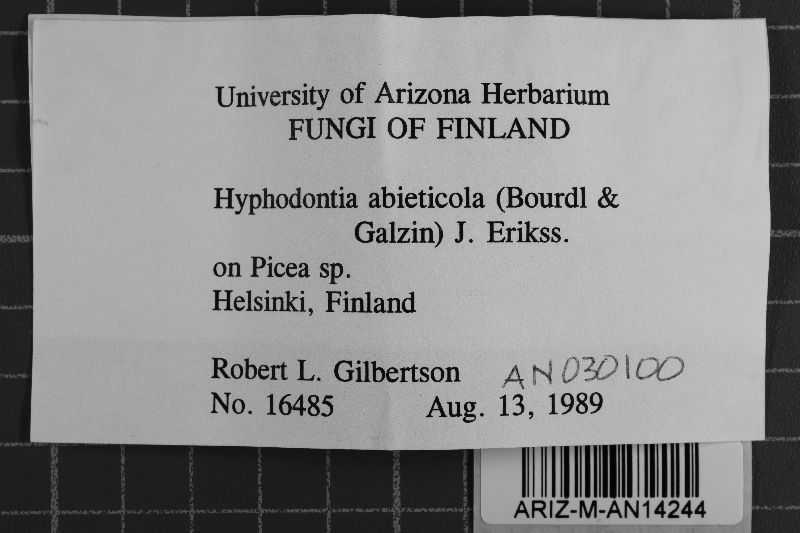 University of Arizona Herbarium
FUNGI OF FINLAND
Hyphodontia abieticola (Bourdl &
Galzin) J. Erikss.
on Picea sp.
Helsinki, Finland
Robert L. Gilbertson AN030100
No. 16485 Aug. 13, 1989
ARIZ-M-AN14244